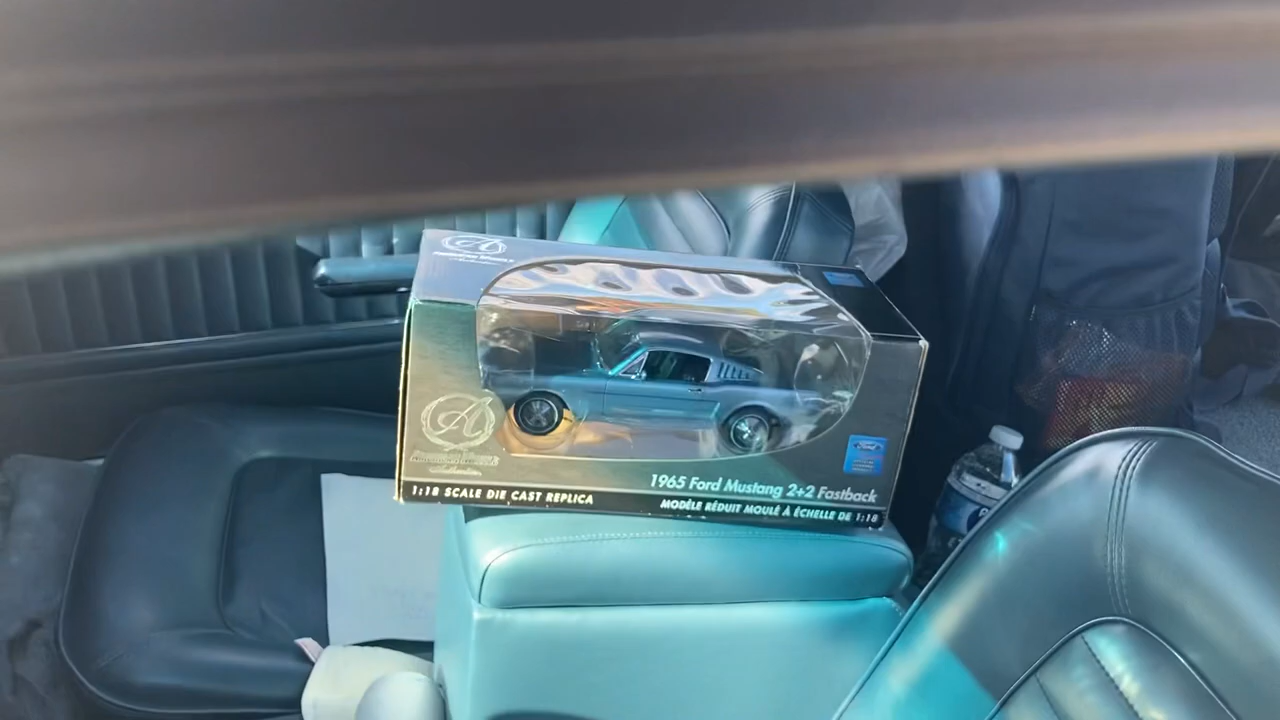 A
A
Ford
1965 Ford Mustang 2+2 Fastback
1:18 SCALE DIE CAST REPLICA
MODÈLE RÉDUIT MOULÉ À ÉCHELLE DE 1:18